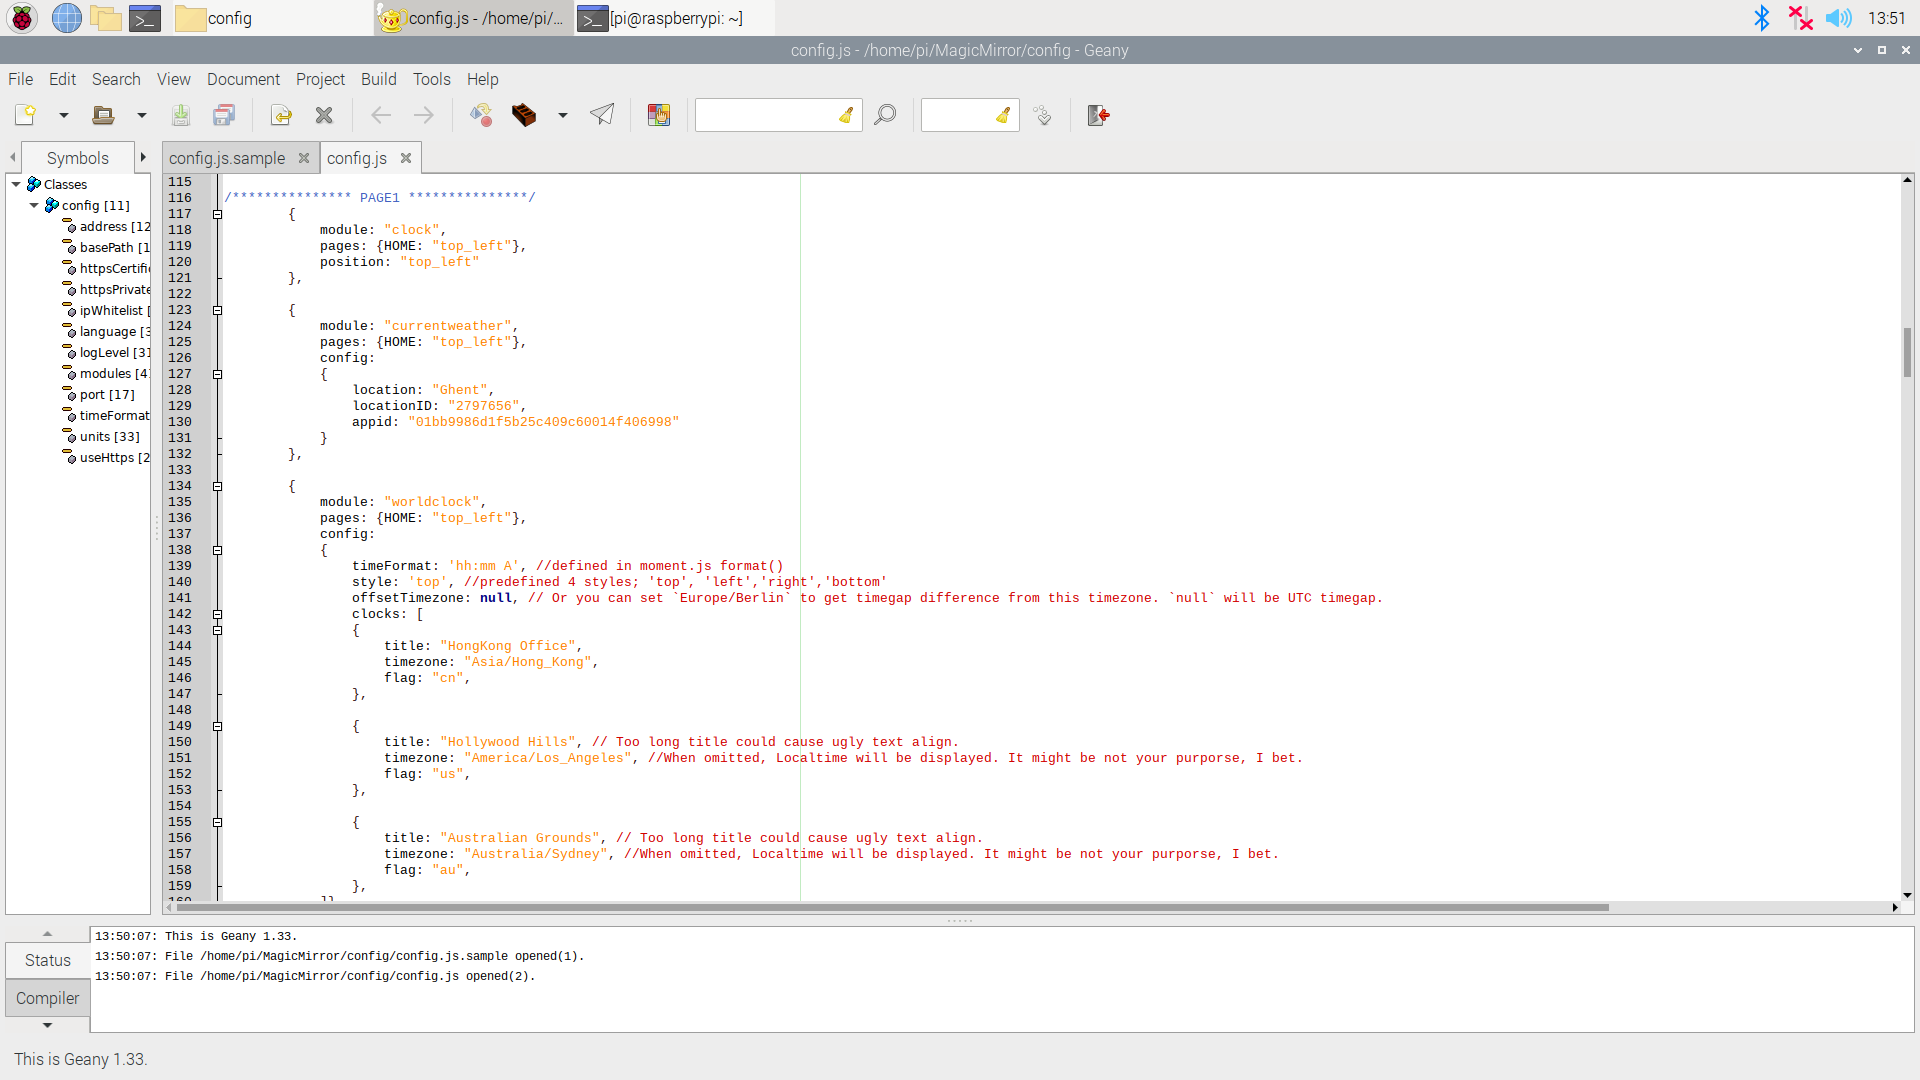 config
config.js - /home/pi/...
[pi@raspberrypi: ~]
13:51
config.js - /home/pi/MagicMirror/config - Geany
File Edit Search View Document Project Build Tools Help
Symbols
config.js.sample
config.js
Classes
config [11]
address [12
basePath [1
httpsCertifi
httpsPrivate
ipWhitelist [
language [3
logLevel [31
modules [41
port [17]
timeFormat
units [33]
useHttps [2
115
116 /*************** PAGE1 ***************/
117 {
118 module: "clock",
119 pages: {HOME: "top_left"},
120 position: "top_left"
121 },
122
123 {
124 module: "currentweather",
125 pages: {HOME: "top_left"},
126 config:
127 {
128 location: "Ghent",
129 locationID: "2797656",
130 appid: "01bb9986d1f5b25c409c60014f406998"
131 }
132 },
133
134 {
135 module: "worldclock",
136 pages: {HOME: "top_left"},
137 config:
138 {
139 timeFormat: 'hh:mm A', //defined in moment.js format()
140 style: 'top', //predefined 4 styles; 'top', 'left','right','bottom'
141 offsetTimezone: null, // Or you can set `Europe/Berlin` to get timegap difference from this timezone. `null` will be UTC timegap.
142 clocks: [
143 {
144 title: "HongKong Office",
145 timezone: "Asia/Hong_Kong",
146 flag: "cn",
147 },
148
149 {
150 title: "Hollywood Hills", // Too long title could cause ugly text align.
151 timezone: "America/Los_Angeles", //When omitted, Localtime will be displayed. It might be not your purporse, I bet.
152 flag: "us",
153 },
154
155 {
156 title: "Australian Grounds", // Too long title could cause ugly text align.
157 timezone: "Australia/Sydney", //When omitted, Localtime will be displayed. It might be not your purporse, I bet.
158 flag: "au",
159 },
160 ]}
Status
Compiler
13:50:07: This is Geany 1.33.
13:50:07: File /home/pi/MagicMirror/config/config.js.sample opened(1).
13:50:07: File /home/pi/MagicMirror/config/config.js opened(2).
This is Geany 1.33.